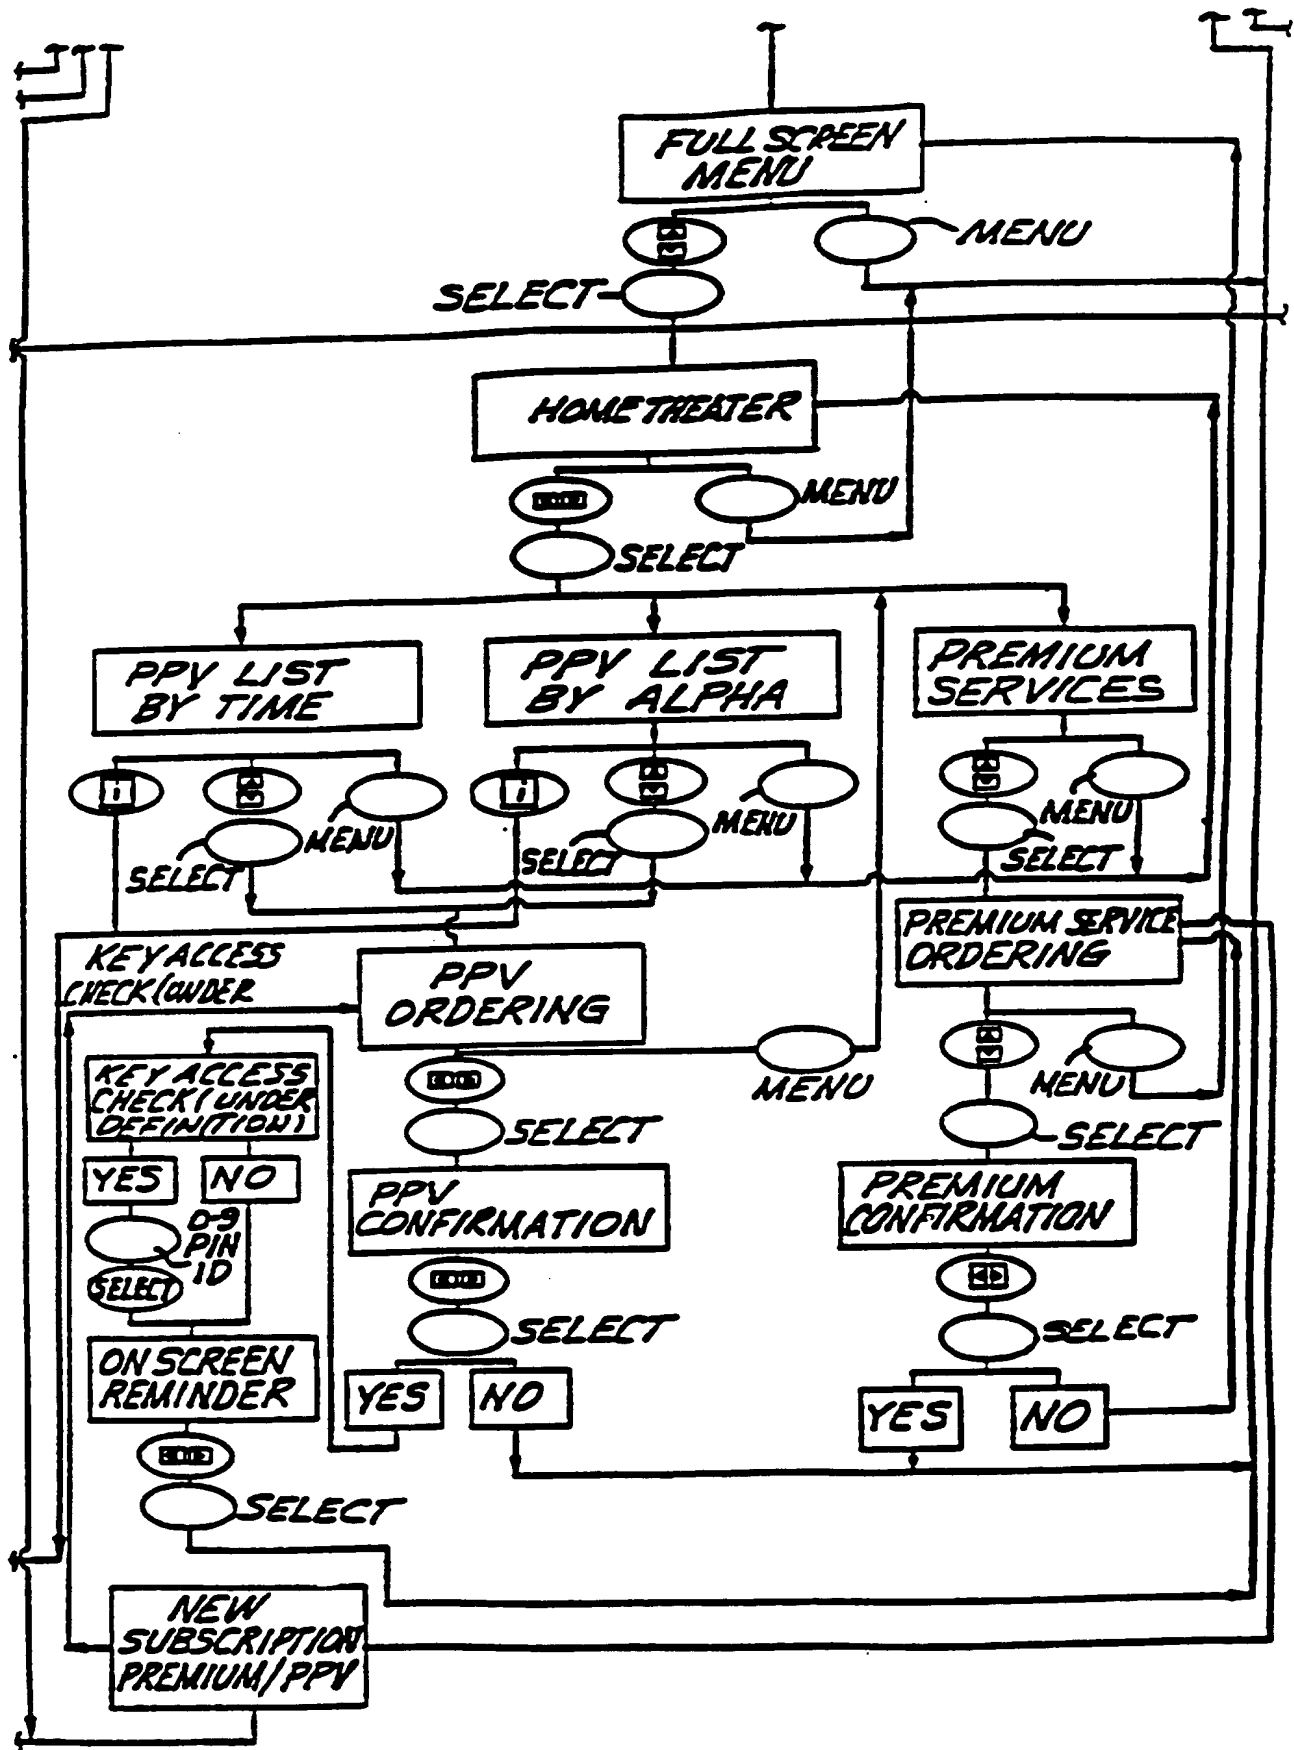 FULL SCREEN
MENU
MENU
SELECT
HOME THEATER
MENU
SELECT
PPV LIST
BY TIME
PPV LIST
BY ALPHA
PREMIUM
SERVICES
i
i
MENU
SELECT
MENU
SELECT
MENU
SELECT
KEY ACCESS
CHECK (UNDER
PPV
ORDERING
PREMIUM SERVICE
ORDERING
KEY ACCESS
CHECK (UNDER
DEFINITION)
MENU
MENU
SELECT
SELECT
YES
NO
PPV
CONFIRMATION
PREMIUM
CONFIRMATION
0-9
PIN
ID
SELECT
SELECT
SELECT
ON SCREEN
REMINDER
YES
NO
YES
NO
SELECT
NEW
SUBSCRIPTION
PREMIUM/PPV